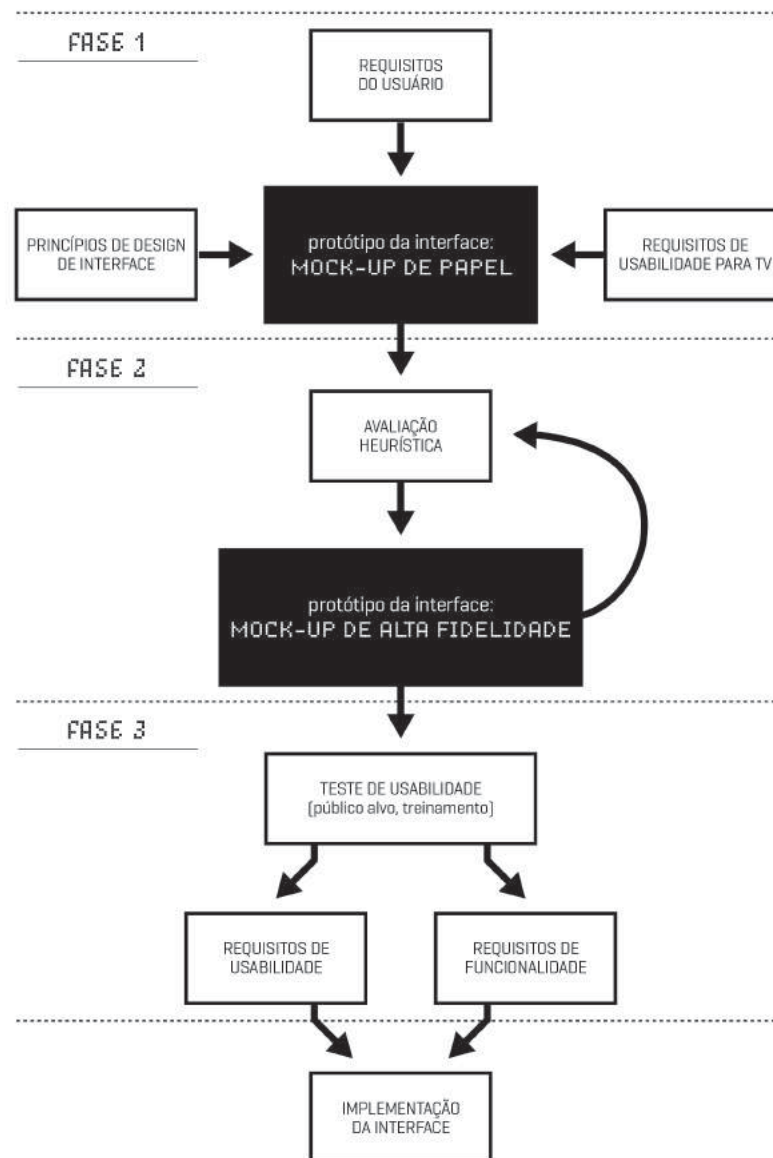 FASE 1
REQUISITOS
DO USUÁRIO
PRINCÍPIOS DE DESIGN
DE INTERFACE
protótipo da interface:
MOCK-UP DE PAPEL
REQUISITOS DE
USABILIDADE PARA TV
FASE 2
AVALIAÇÃO
HEURÍSTICA
protótipo da interface:
MOCK-UP DE ALTA FIDELIDADE
FASE 3
TESTE DE USABILIDADE
(público alvo, treinamento)
REQUISITOS DE
USABILIDADE
REQUISITOS DE
FUNCIONALIDADE
IMPLEMENTAÇÃO
DA INTERFACE